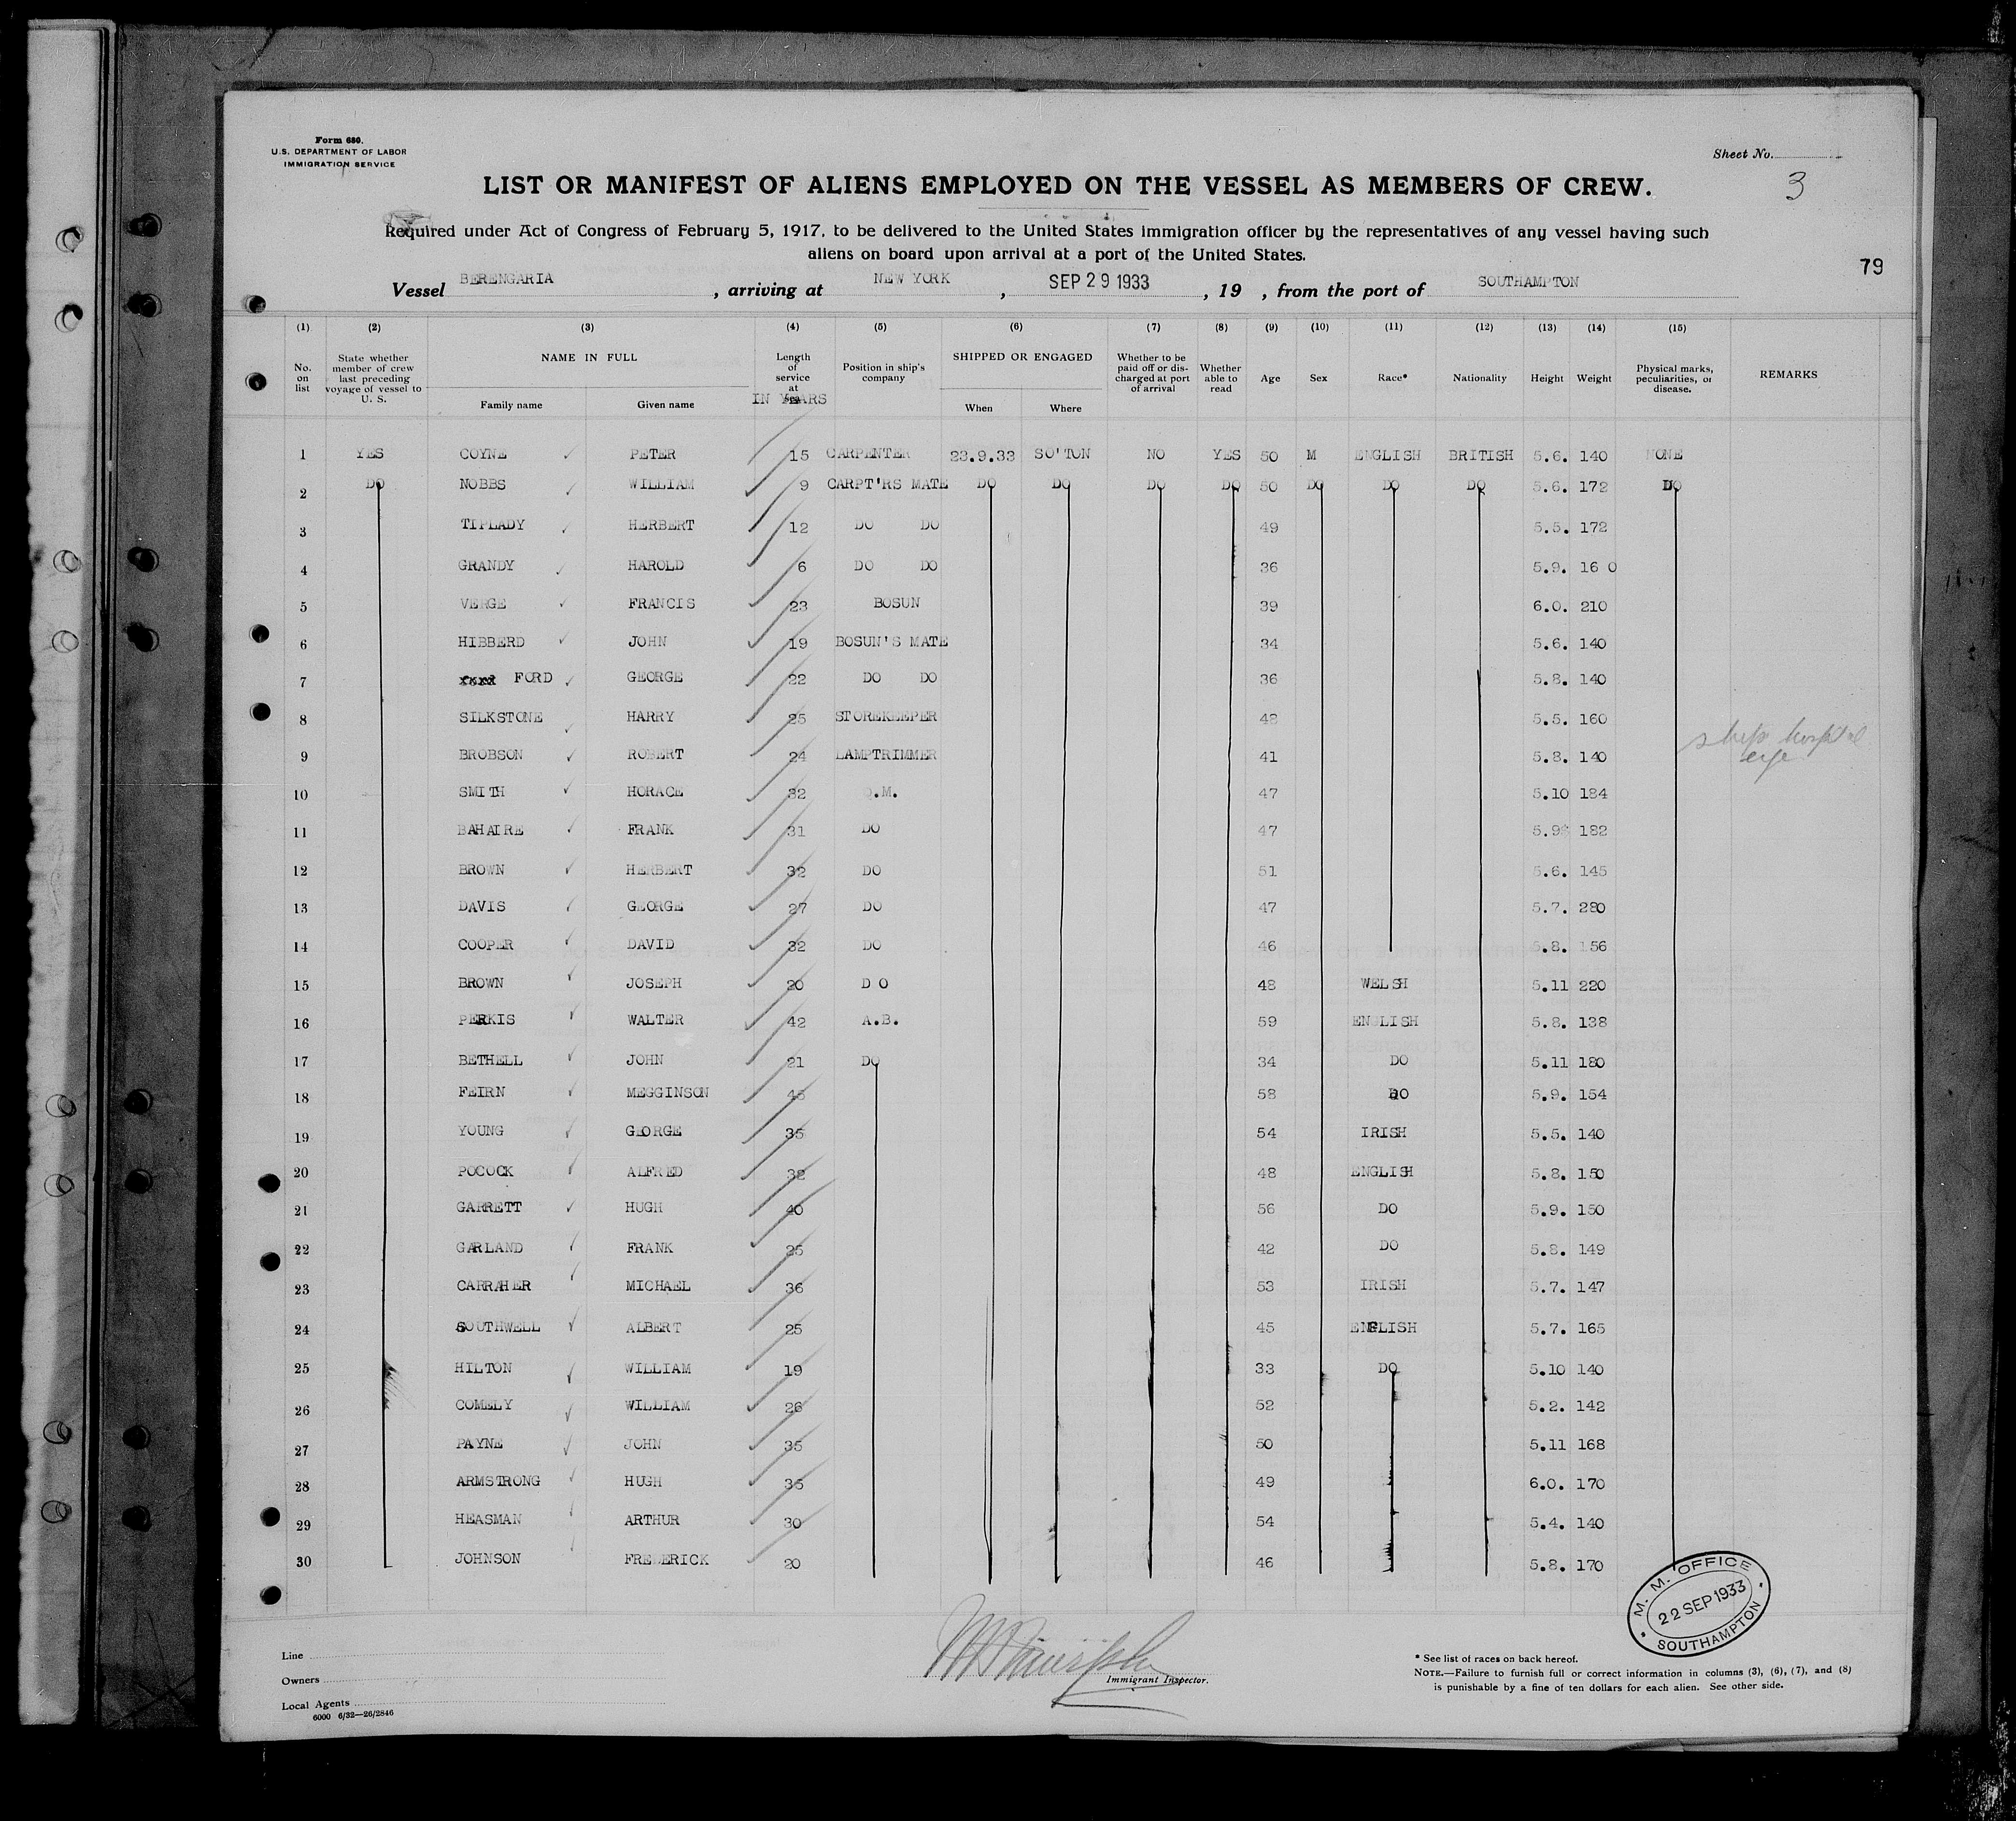 Form 680.
U.S. DEPARTMENT OF LABOR
IMMIGRATION SERVICE
Sheet No.
3
LIST OR MANIFEST OF ALIENS EMPLOYED ON THE VESSEL AS MEMBERS OF CREW.
Required under Act of Congress of February 5, 1917, to be delivered to the United States immigration officer by the representatives of any vessel having such
aliens on board upon arrival at a port of the United States.
79
Vessel BERENGARIA, arriving at NEW YORK, SEP 29 1933, 19 , from the port of SOUTHAMPTON
(1) (2) (3) (4) (5) (6) (7) (8) (9) (10) (11) (12) (13) (14) (15)
No. on list State whether member of crew last preceding voyage of vessel to U. S. NAME IN FULL Family name Given name Length of service at IN YEARS Position in ship's company SHIPPED OR ENGAGED When Where Whether to be paid off or discharged at port of arrival Whether able to read Age Sex Race* Nationality Height Weight Physical marks, peculiarities, or disease. REMARKS
1 YES COYNE PETER 15 CARPENTER 23.9.33 SO'TON NO YES 50 M ENGLISH BRITISH 5.6. 140 NONE
2 DO NOBBS WILLIAM 9 CARPT'RS MATE DO DO DO DO 50 DO DO DO 5.6. 172 DO
3 TIPLADY HERBERT 12 DO DO 49 5.5. 172
4 GRANDY HAROLD 6 DO DO 36 5.9. 16 0
5 VERGE FRANCIS 23 BOSUN 39 6.0. 210
6 HIBBERD JOHN 19 BOSUN'S MATE 34 5.6. 140
7 FORD GEORGE 22 DO DO 36 5.8. 140
8 SILKSTONE HARRY 25 STOREKEEPER 48 5.5. 160
9 BROBSON ROBERT 24 LAMPTRIMMER 41 5.8. 140 ship hospital
10 SMITH HORACE 32 Q.M. 47 5.10 184
11 BAHAIRE FRANK 31 DO 47 5.9 182
12 BROWN HERBERT 32 DO 51 5.6. 145
13 DAVIS GEORGE 27 DO 47 5.7. 280
14 COOPER DAVID 32 DO 46 5.8. 156
15 BROWN JOSEPH 20 D O 48 WELSH 5.11 220
16 PERKIS WALTER 42 A.B. 59 ENGLISH 5.8. 138
17 BETHELL JOHN 21 DO 34 DO 5.11 180
18 FEIRN MEGGINSON 45 58 DO 5.9. 154
19 YOUNG GEORGE 35 54 IRISH 5.5. 140
20 POCOCK ALFRED 32 48 ENGLISH 5.8. 150
21 GARRETT HUGH 40 56 DO 5.9. 150
22 GARLAND FRANK 25 42 DO 5.8. 149
23 CARRAHER MICHAEL 36 53 IRISH 5.7. 147
24 SOUTHWELL ALBERT 25 45 ENGLISH 5.7. 165
25 HILTON WILLIAM 19 33 DO 5.10 140
26 COMELY WILLIAM 26 52 5.2. 142
27 PAYNE JOHN 35 50 5.11 168
28 ARMSTRONG HUGH 35 49 6.0. 170
29 HEASMAN ARTHUR 30 54 5.4. 140
30 JOHNSON FREDERICK 20 46 5.8. 170
M. M. OFFICE
22 SEP 1933
SOUTHAMPTON
Line
Owners
Local Agents
6000 6/32—26/2846
Immigrant Inspector.
* See list of races on back hereof.
NOTE.—Failure to furnish full or correct information in columns (3), (6), (7), and (8)
is punishable by a fine of ten dollars for each alien. See other side.